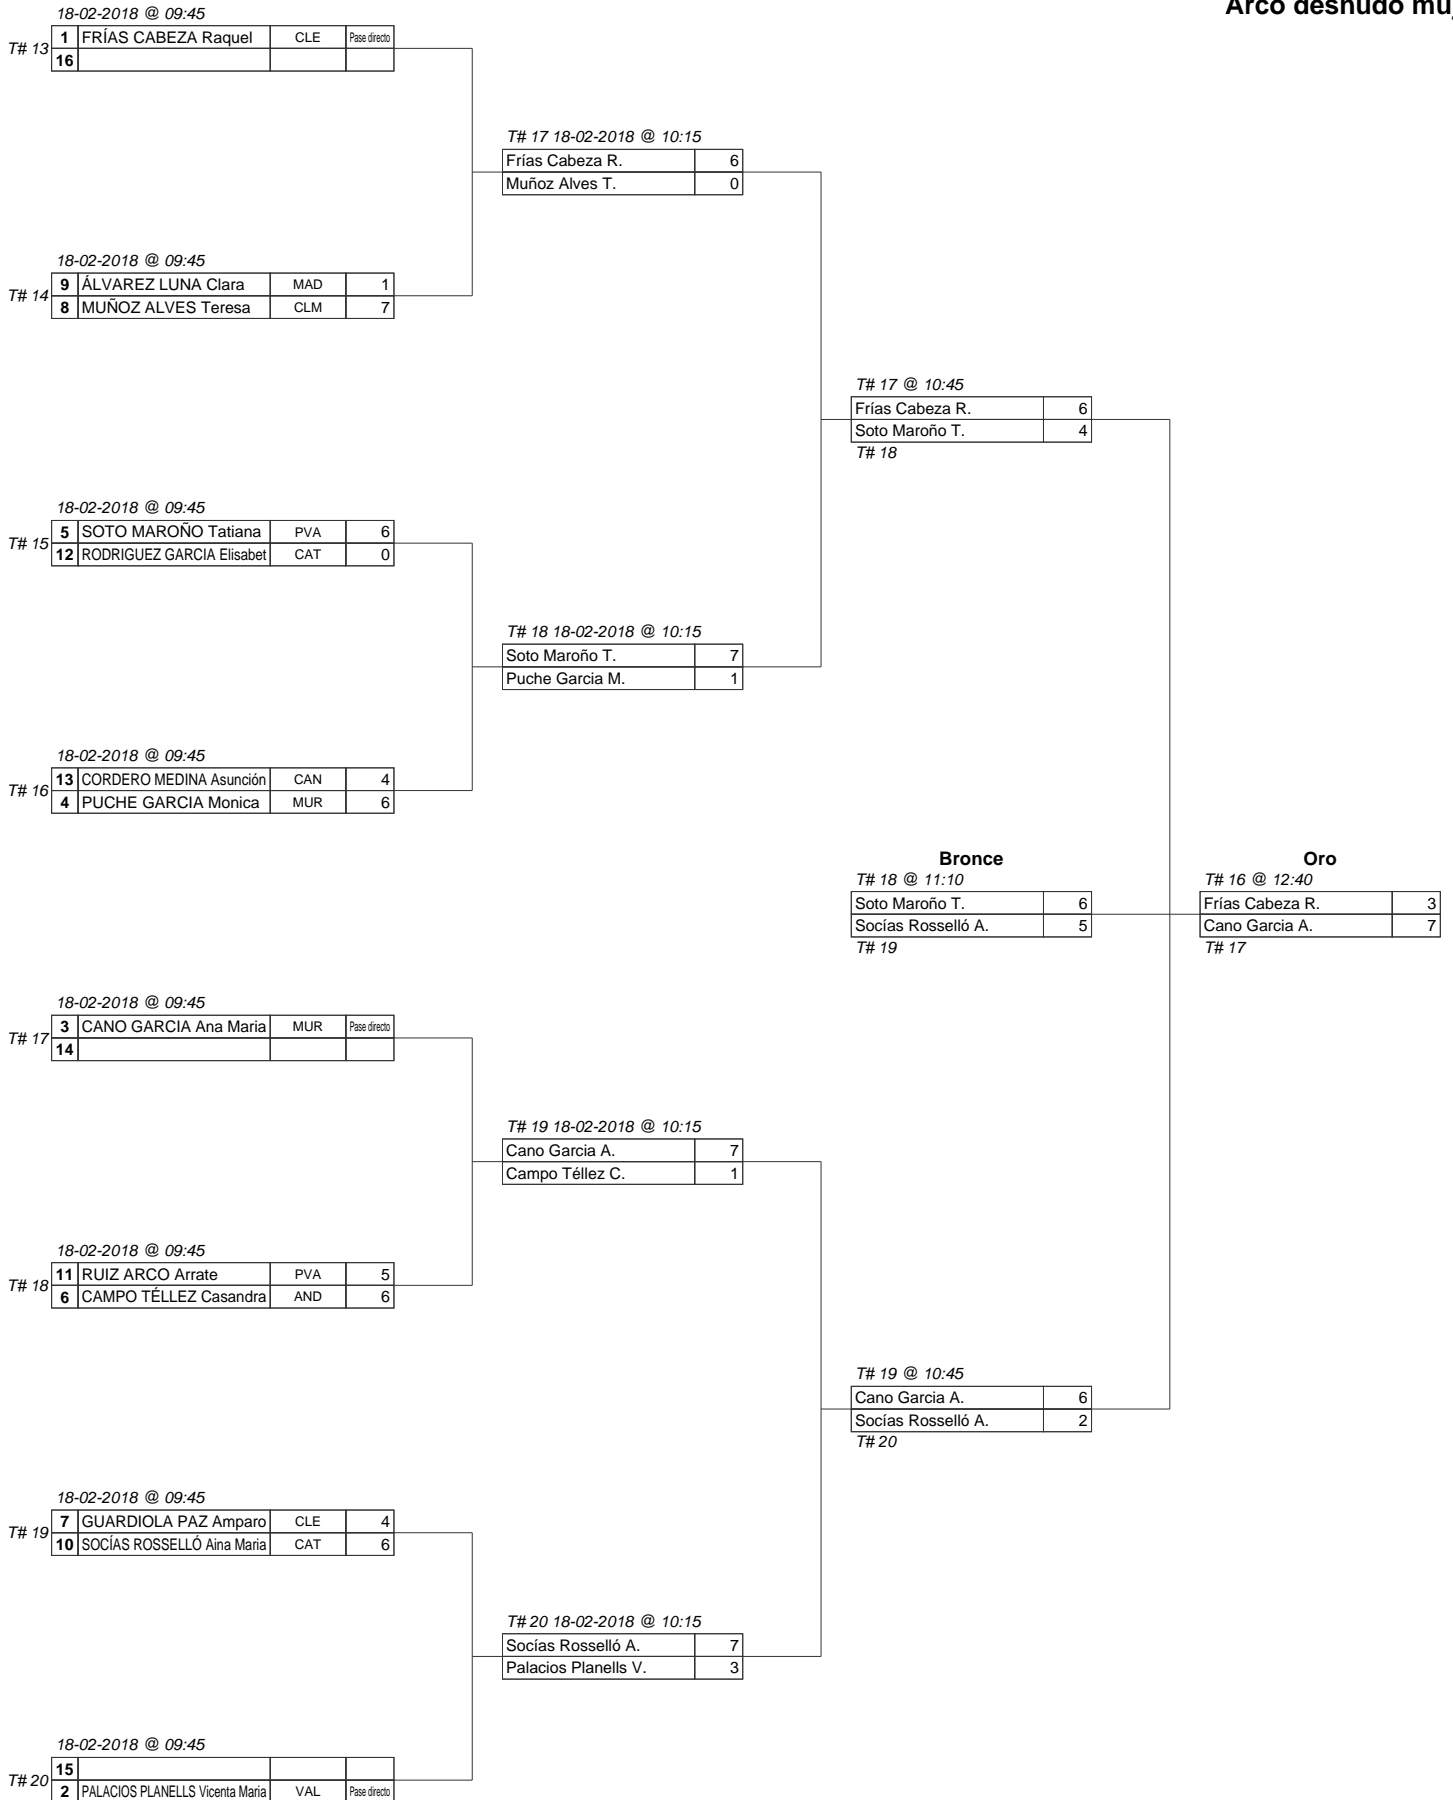 Arco desnudo muj
18-02-2018 @ 09:45
T# 13
1 FRÍAS CABEZA Raquel CLE Pase directo
16
T# 17 18-02-2018 @ 10:15
Frías Cabeza R. 6
Muñoz Alves T. 0
18-02-2018 @ 09:45
T# 14
9 ÁLVAREZ LUNA Clara MAD 1
8 MUÑOZ ALVES Teresa CLM 7
T# 17 @ 10:45
Frías Cabeza R. 6
Soto Maroño T. 4
T# 18
18-02-2018 @ 09:45
T# 15
5 SOTO MAROÑO Tatiana PVA 6
12 RODRIGUEZ GARCIA Elisabet CAT 0
T# 18 18-02-2018 @ 10:15
Soto Maroño T. 7
Puche Garcia M. 1
18-02-2018 @ 09:45
T# 16
13 CORDERO MEDINA Asunción CAN 4
4 PUCHE GARCIA Monica MUR 6
Bronce
T# 18 @ 11:10
Soto Maroño T. 6
Socías Rosselló A. 5
T# 19
Oro
T# 16 @ 12:40
Frías Cabeza R. 3
Cano Garcia A. 7
T# 17
18-02-2018 @ 09:45
T# 17
3 CANO GARCIA Ana Maria MUR Pase directo
14
T# 19 18-02-2018 @ 10:15
Cano Garcia A. 7
Campo Téllez C. 1
18-02-2018 @ 09:45
T# 18
11 RUIZ ARCO Arrate PVA 5
6 CAMPO TÉLLEZ Casandra AND 6
T# 19 @ 10:45
Cano Garcia A. 6
Socías Rosselló A. 2
T# 20
18-02-2018 @ 09:45
T# 19
7 GUARDIOLA PAZ Amparo CLE 4
10 SOCÍAS ROSSELLÓ Aina Maria CAT 6
T# 20 18-02-2018 @ 10:15
Socías Rosselló A. 7
Palacios Planells V. 3
18-02-2018 @ 09:45
T# 20
15
2 PALACIOS PLANELLS Vicenta Maria VAL Pase directo